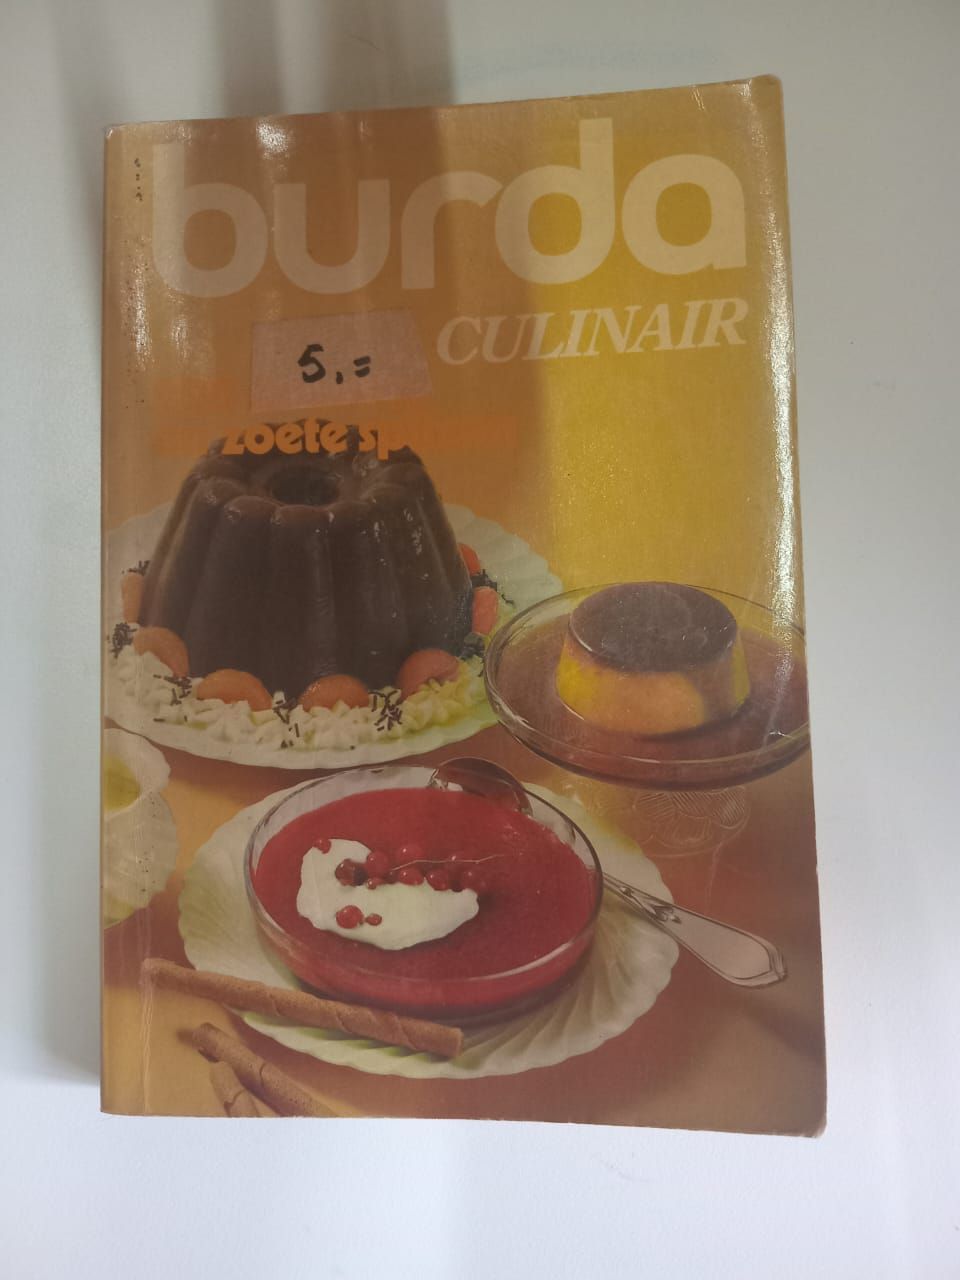 burda
CULINAIR
5,=
zoete